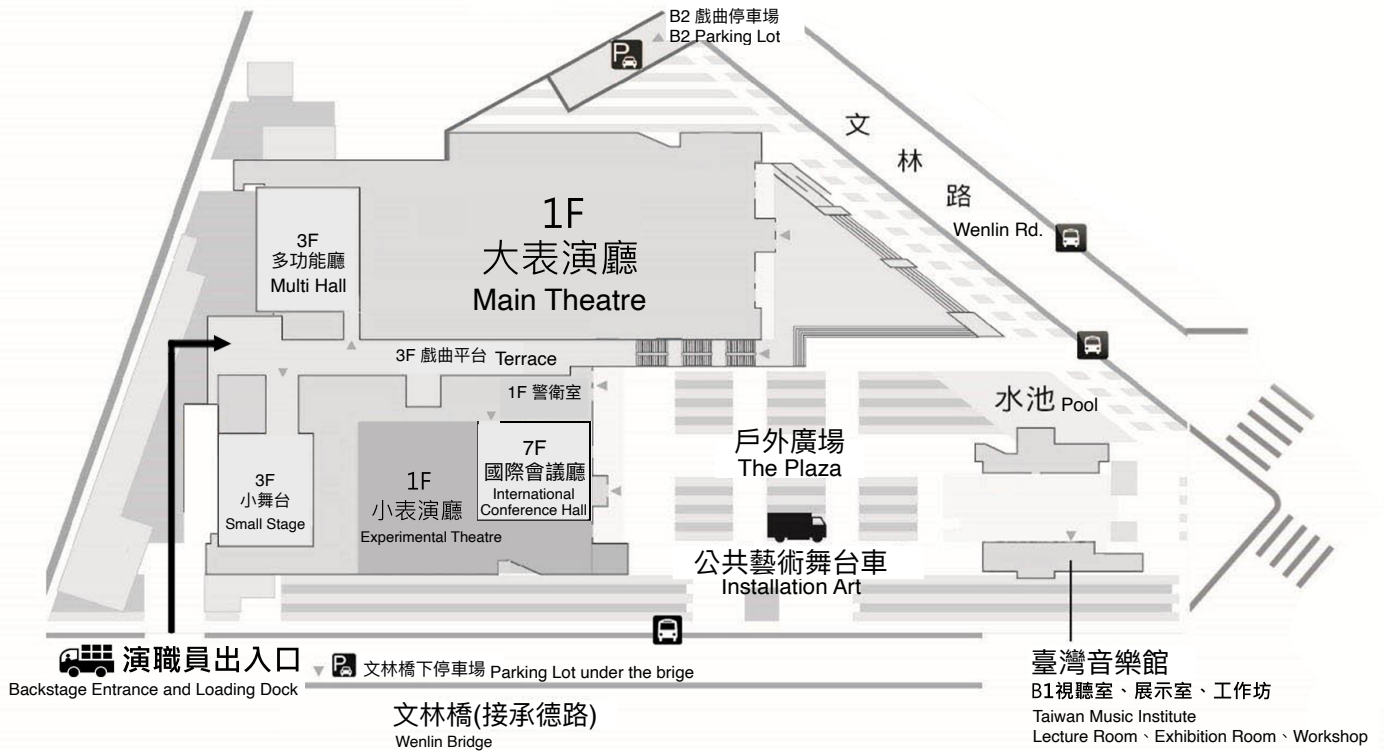 B2 戲曲停車場
B2 Parking Lot
P
文
林
路
Wenlin Rd.
1F
大表演廳
Main Theatre
3F
多功能廳
Multi Hall
3F 戲曲平台 Terrace
1F 警衛室
水池 Pool
戶外廣場
The Plaza
7F
國際會議廳
International
Conference Hall
1F
小表演廳
Experimental Theatre
3F
小舞台
Small Stage
公共藝術舞台車
Installation Art
演職員出入口
Backstage Entrance and Loading Dock
P 文林橋下停車場 Parking Lot under the brige
文林橋(接承德路)
Wenlin Bridge
臺灣音樂館
B1視聽室、展示室、工作坊
Taiwan Music Institute
Lecture Room、Exhibition Room、Workshop